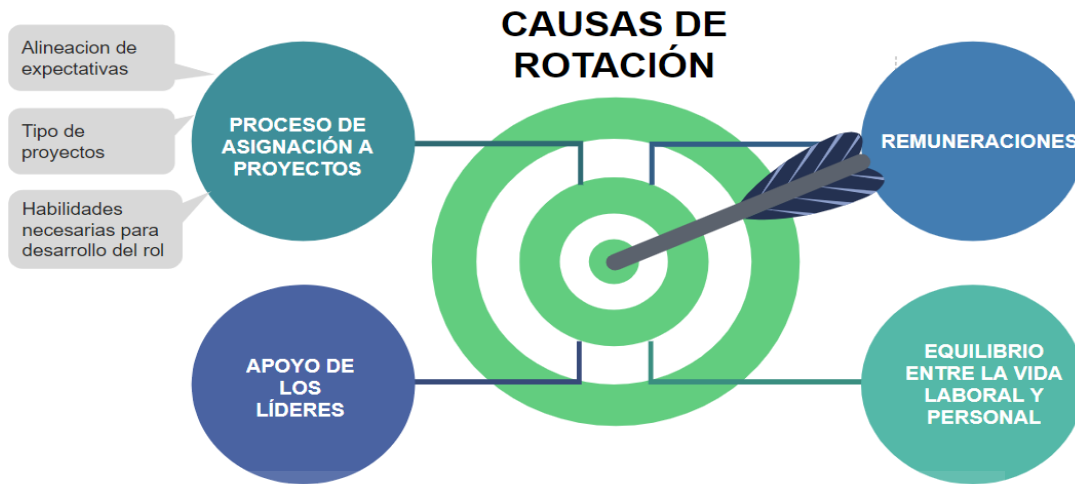 CAUSAS DE
ROTACIÓN
Alineacion de
expectativas
Tipo de
proyectos
Habilidades
necesarias para
desarrollo del rol
PROCESO DE
ASIGNACIÓN A
PROYECTOS
REMUNERACIONES
APOYO DE
LOS
LÍDERES
EQUILIBRIO
ENTRE LA VIDA
LABORAL Y
PERSONAL